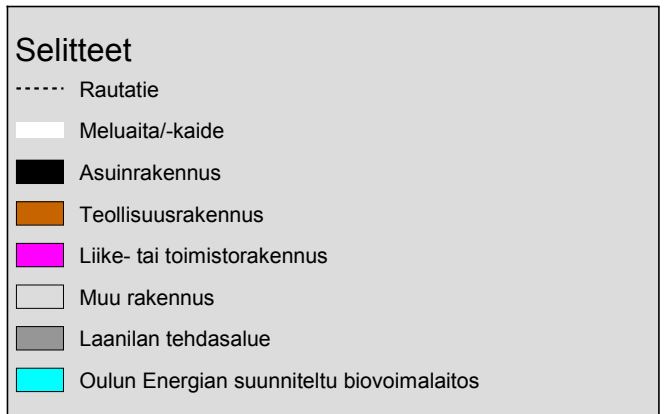 Selitteet
Rautatie
Meluaita/-kaide
Asuinrakennus
Teollisuusrakennus
Liike- tai toimistorakennus
Muu rakennus
Laanilan tehdasalue
Oulun Energian suunniteltu biovoimalaitos